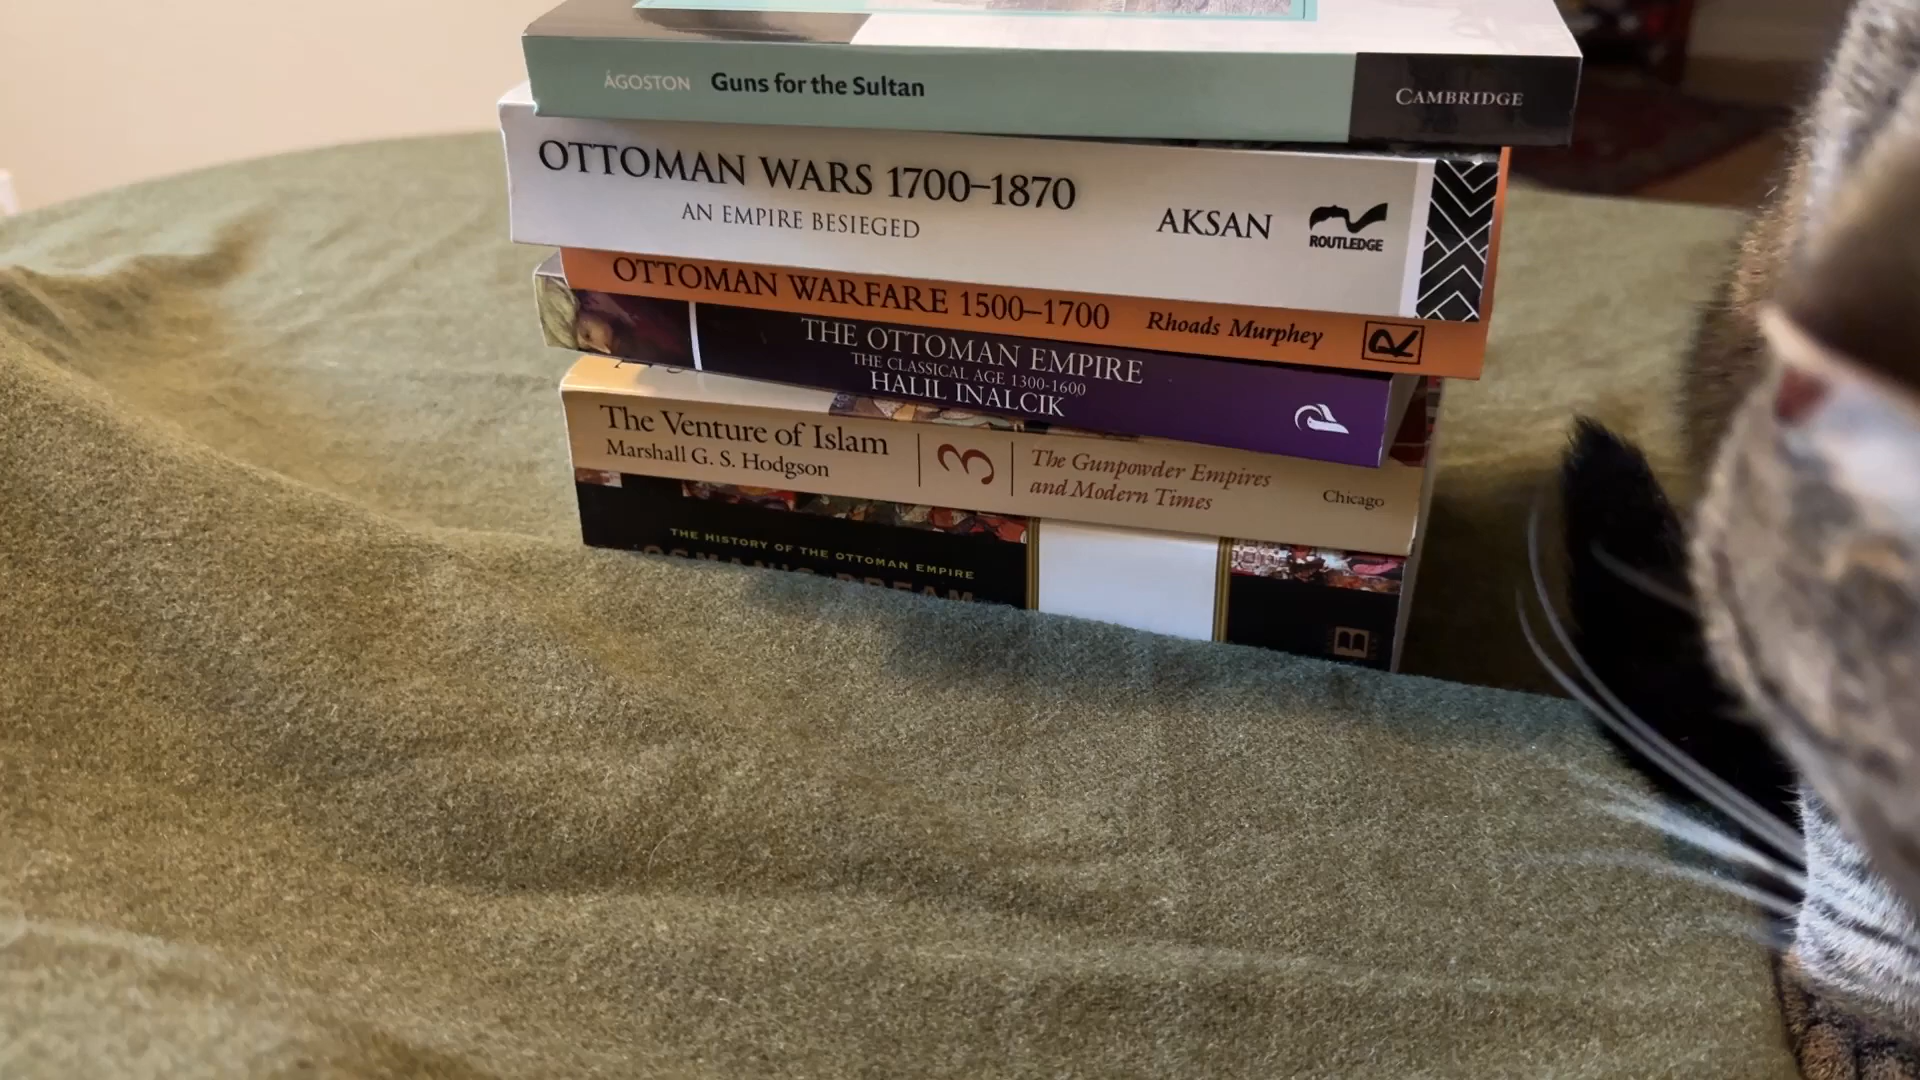 ÁGOSTON Guns for the Sultan CAMBRIDGE
OTTOMAN WARS 1700–1870
AN EMPIRE BESIEGED
AKSAN
ROUTLEDGE
OTTOMAN WARFARE 1500–1700 Rhoads Murphey
THE OTTOMAN EMPIRE
THE CLASSICAL AGE 1300-1600
HALIL INALCIK
The Venture of Islam
Marshall G. S. Hodgson
3
The Gunpowder Empires
and Modern Times
Chicago
THE HISTORY OF THE OTTOMAN EMPIRE
OSMAN'S DREAM
B